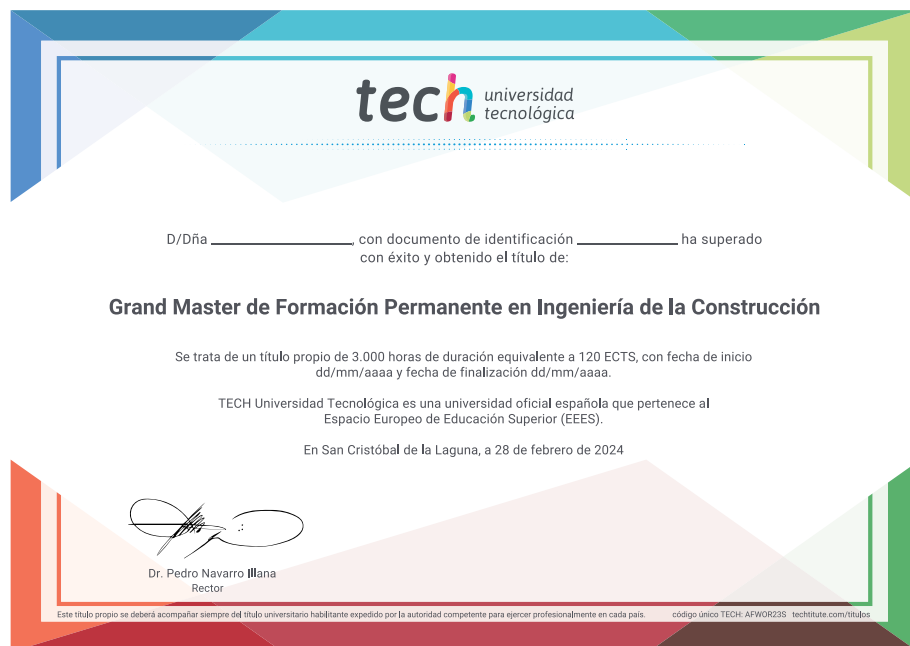 tech universidad
tecnológica
D/Dña __________________, con documento de identificación _____________ ha superado
con éxito y obtenido el título de:
Grand Master de Formación Permanente en Ingeniería de la Construcción
Se trata de un título propio de 3.000 horas de duración equivalente a 120 ECTS, con fecha de inicio
dd/mm/aaaa y fecha de finalización dd/mm/aaaa.
TECH Universidad Tecnológica es una universidad oficial española que pertenece al
Espacio Europeo de Educación Superior (EEES).
En San Cristóbal de la Laguna, a 28 de febrero de 2024
Dr. Pedro Navarro Illana
Rector
Este título propio se deberá acompañar siempre del título universitario habilitante expedido por la autoridad competente para ejercer profesionalmente en cada país. código único TECH: AFWOR23S techtitute.com/titulos